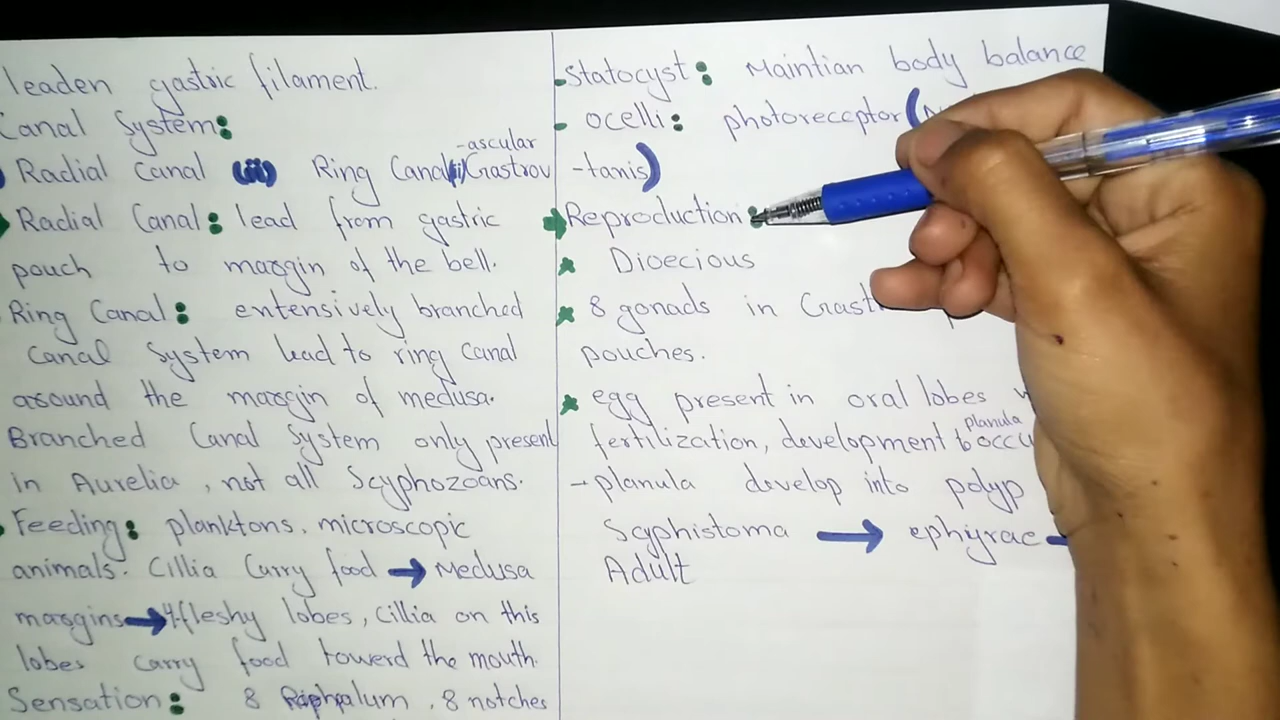 leaden gastric filament.
Canal System:
Radial Canal (ii) Ring Canal
-ascular
Gastrov
Radial Canal: lead from gastric
pouch to margin of the bell.
Ring Canal: extensively branched
Canal System lead to ring canal
around the margin of medusa.
Branched Canal System only present
in Aurelia, not all Scyphozoans.
Feeding: planktons. microscopic
animals. Cillia Carry food → Medusa
margins → 4 fleshy lobes, Cillia on this
lobes carry food towerd the mouth.
Sensation: 8 , 8 notches
- Statocyst: Maintian body balance
- ocelli: photoreceptor (
-tanis)
Reproduction:
Dioecious
8 gonads in
pouches.
egg present in oral lobes
planula
fertilization, development
- planula develop into polyp
Scyphistoma → ephyrae
Adult